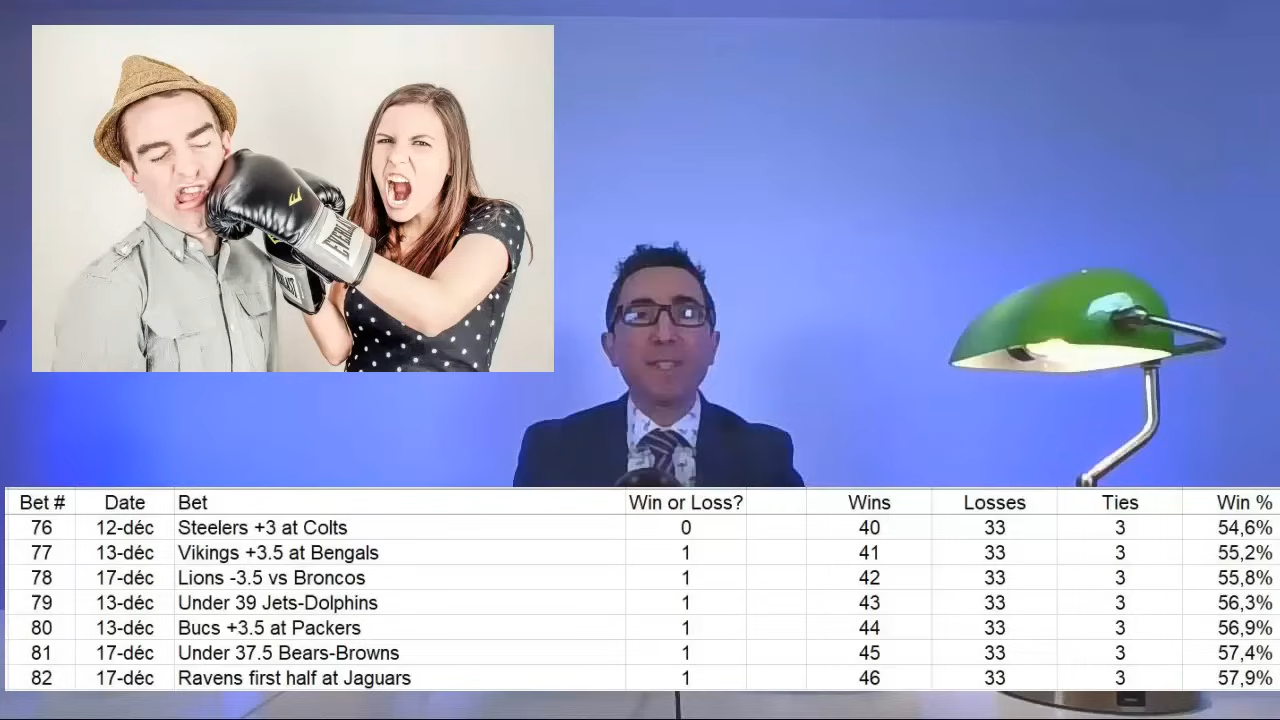 EVERLAST
Bet # Date Bet Win or Loss? Wins Losses Ties Win %
76 12-déc Steelers +3 at Colts 0 40 33 3 54,6%
77 13-déc Vikings +3.5 at Bengals 1 41 33 3 55,2%
78 17-déc Lions -3.5 vs Broncos 1 42 33 3 55,8%
79 13-déc Under 39 Jets-Dolphins 1 43 33 3 56,3%
80 13-déc Bucs +3.5 at Packers 1 44 33 3 56,9%
81 17-déc Under 37.5 Bears-Browns 1 45 33 3 57,4%
82 17-déc Ravens first half at Jaguars 1 46 33 3 57,9%